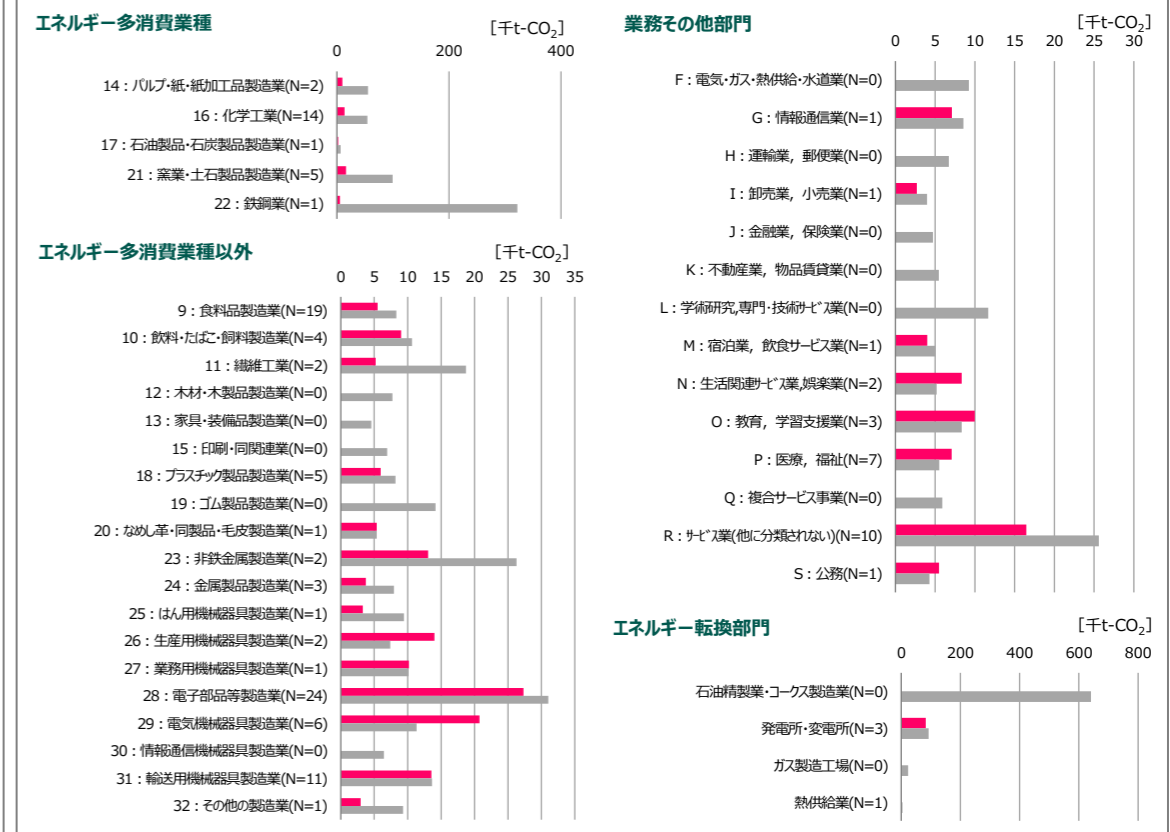 エネルギー多消費業種
[千t-CO₂]
0 200 400
14：パルプ・紙・紙加工品製造業(N=2)
16：化学工業(N=14)
17：石油製品・石炭製品製造業(N=1)
21：窯業・土石製品製造業(N=5)
22：鉄鋼業(N=1)
エネルギー多消費業種以外
[千t-CO₂]
0 5 10 15 20 25 30 35
9：食料品製造業(N=19)
10：飲料・たばこ・飼料製造業(N=4)
11：繊維工業(N=2)
12：木材・木製品製造業(N=0)
13：家具・装備品製造業(N=0)
15：印刷・同関連業(N=0)
18：プラスチック製品製造業(N=5)
19：ゴム製品製造業(N=0)
20：なめし革・同製品・毛皮製造業(N=1)
23：非鉄金属製造業(N=2)
24：金属製品製造業(N=3)
25：はん用機械器具製造業(N=1)
26：生産用機械器具製造業(N=2)
27：業務用機械器具製造業(N=1)
28：電子部品等製造業(N=24)
29：電気機械器具製造業(N=6)
30：情報通信機械器具製造業(N=0)
31：輸送用機械器具製造業(N=11)
32：その他の製造業(N=1)
業務その他部門
[千t-CO₂]
0 5 10 15 20 25 30
F：電気・ガス・熱供給・水道業(N=0)
G：情報通信業(N=1)
H：運輸業，郵便業(N=0)
I：卸売業，小売業(N=1)
J：金融業，保険業(N=0)
K：不動産業，物品賃貸業(N=0)
L：学術研究,専門・技術サービス業(N=0)
M：宿泊業，飲食サービス業(N=1)
N：生活関連サービス業,娯楽業(N=2)
O：教育，学習支援業(N=3)
P：医療，福祉(N=7)
Q：複合サービス事業(N=0)
R：サービス業(他に分類されない)(N=10)
S：公務(N=1)
エネルギー転換部門
[千t-CO₂]
0 200 400 600 800
石油精製業・コークス製造業(N=0)
発電所・変電所(N=3)
ガス製造工場(N=0)
熱供給業(N=1)